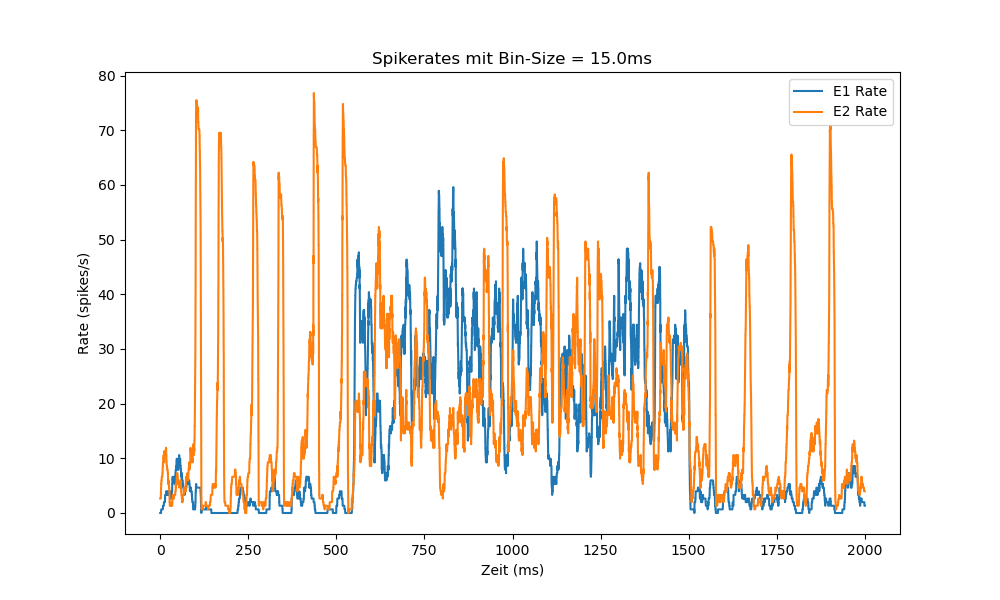 Spikerates mit Bin-Size = 15.0ms
E1 Rate
E2 Rate
80
70
60
50
40
30
20
10
0
Rate (spikes/s)
0 250 500 750 1000 1250 1500 1750 2000
Zeit (ms)